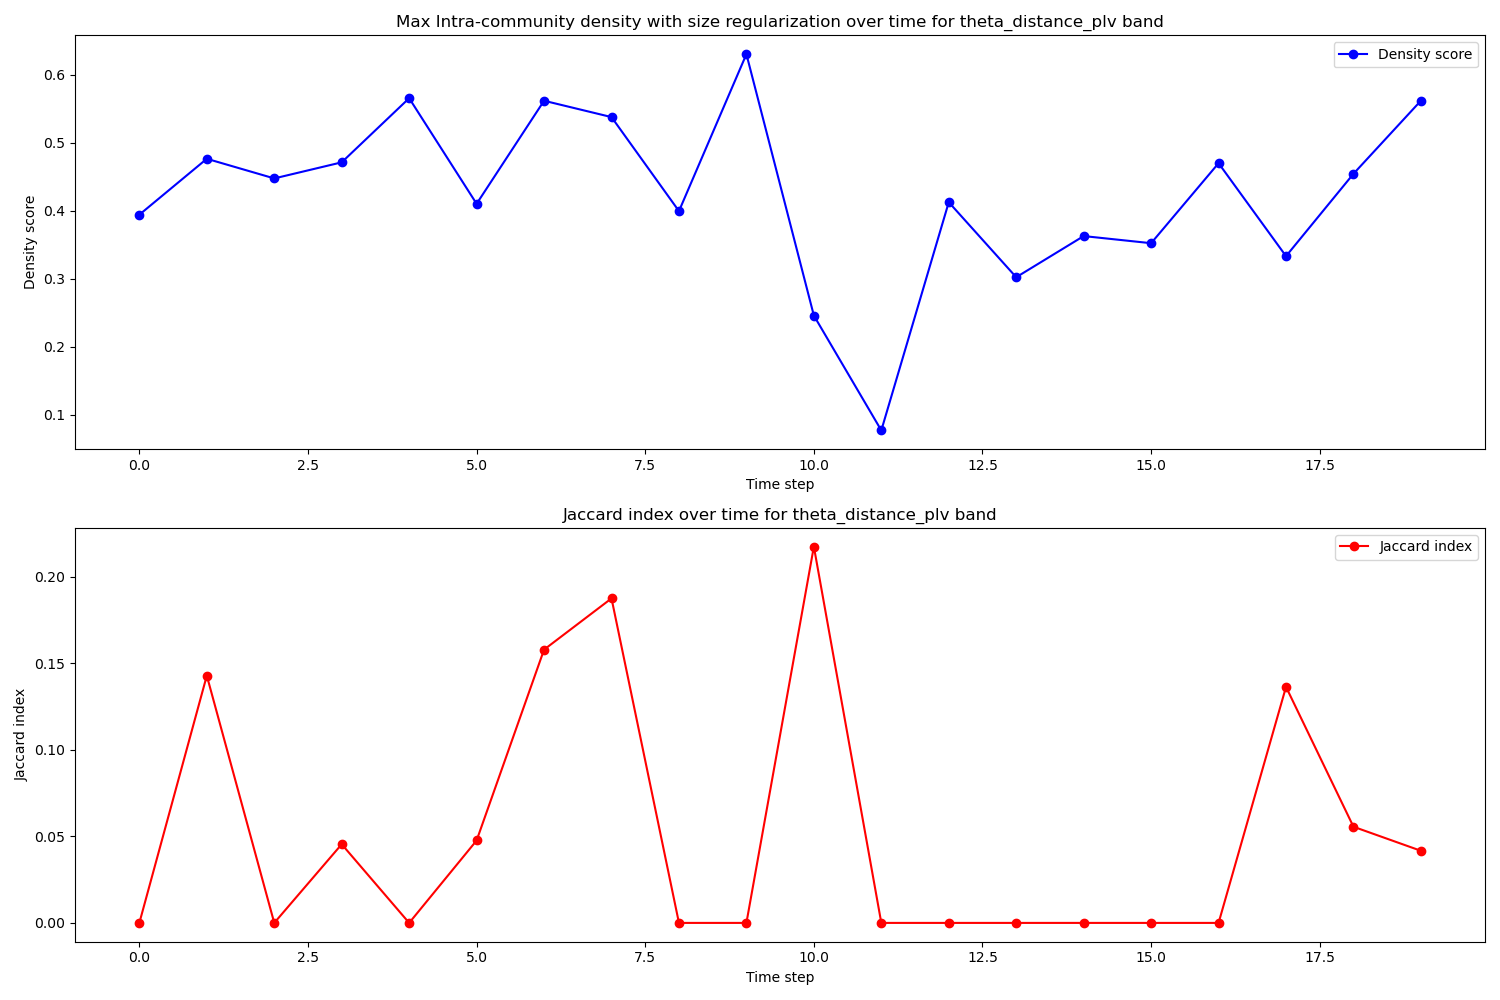 Max Intra-community density with size regularization over time for theta_distance_plv band
Density score
0.6
0.5
0.4
0.3
0.2
0.1
Density score
0.0 2.5 5.0 7.5 10.0 12.5 15.0 17.5
Time step
Jaccard index over time for theta_distance_plv band
Jaccard index
0.20
0.15
0.10
0.05
0.00
Jaccard index
0.0 2.5 5.0 7.5 10.0 12.5 15.0 17.5
Time step